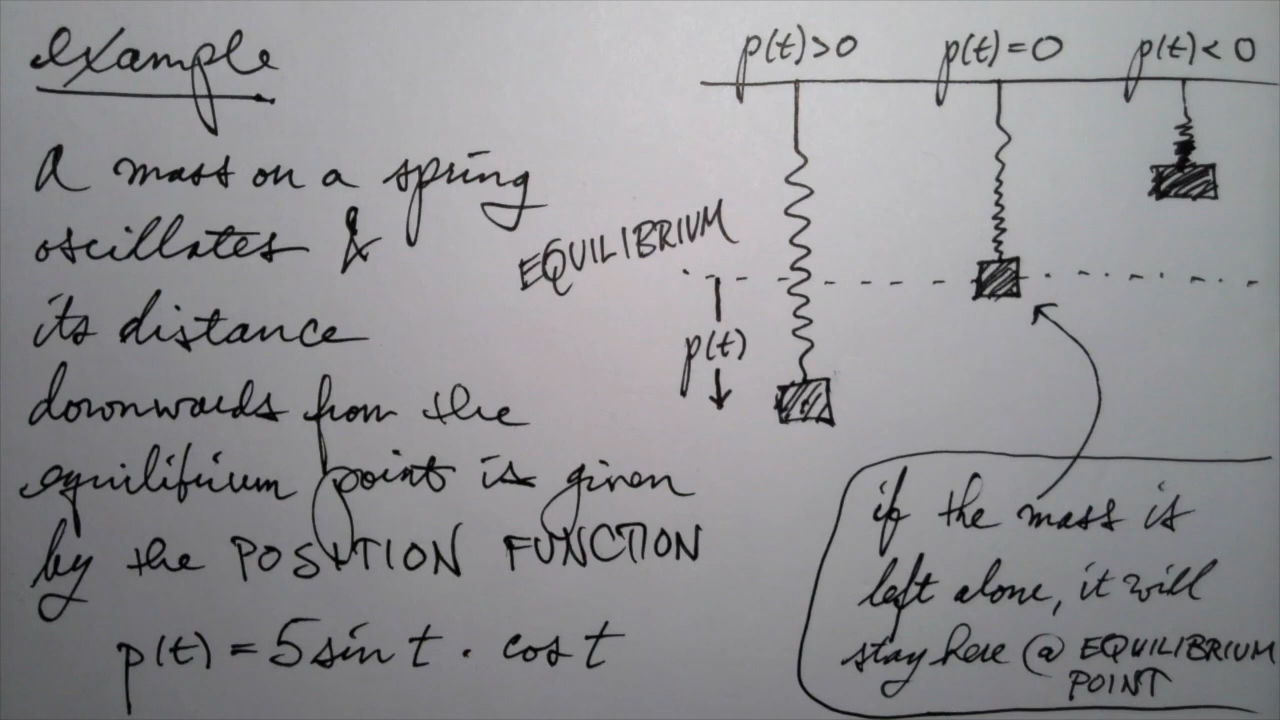 example
A mass on a spring
oscillates &
its distance
downwards from the
equilibrium point is given
by the POSITION FUNCTION
p(t) = 5 sin t · cos t
p(t) > 0
p(t) = 0
p(t) < 0
EQUILIBRIUM
p(t)
if the mass is
left alone, it will
stay here @ EQUILIBRIUM
POINT